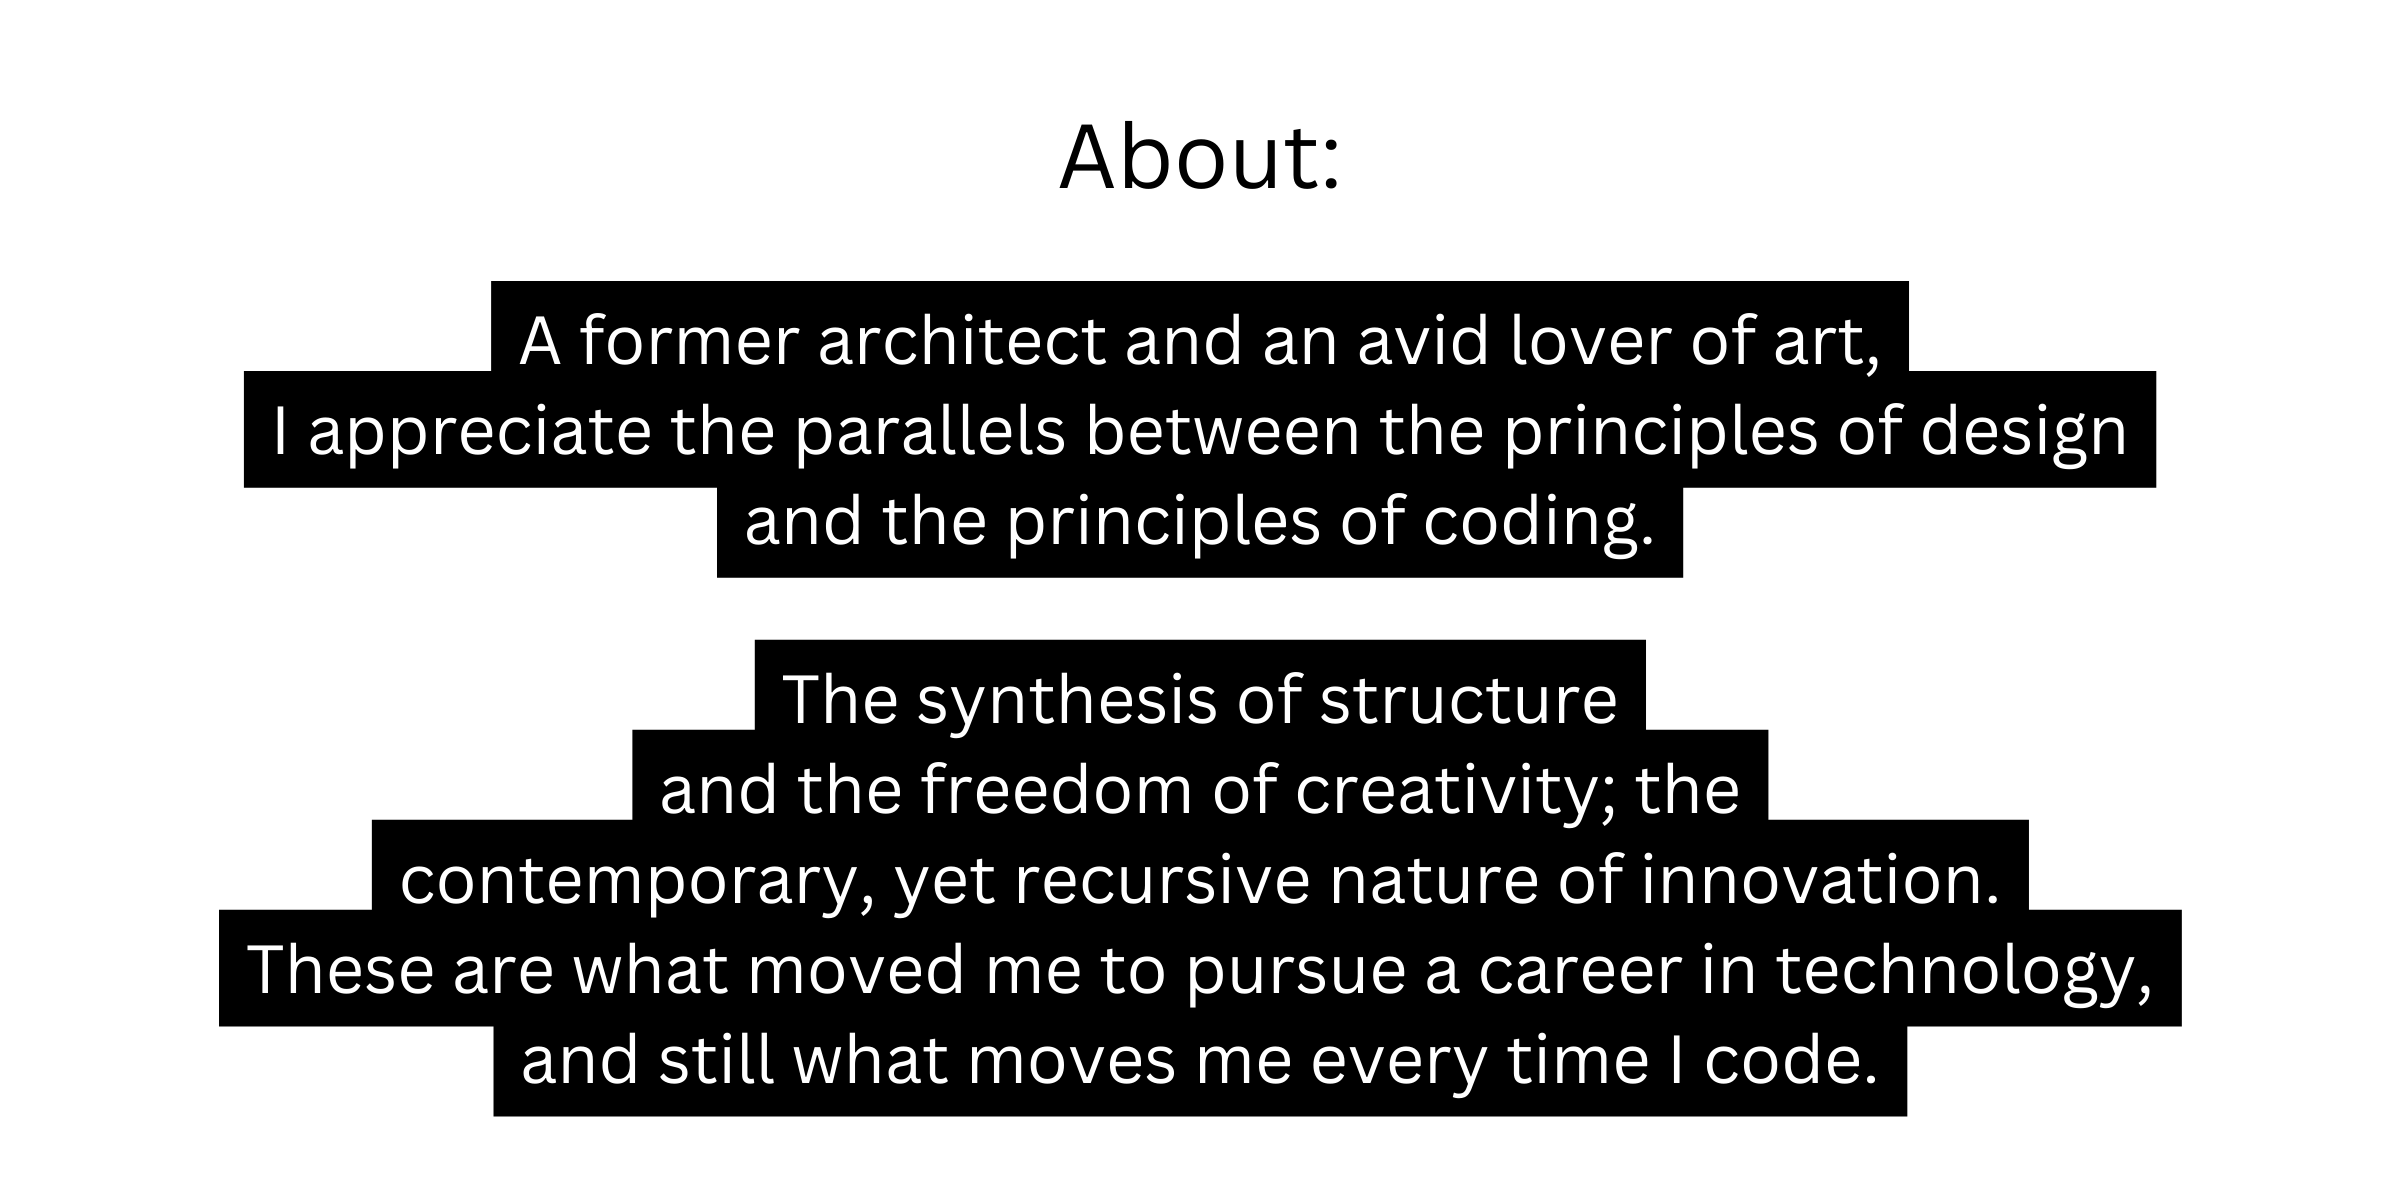 About:
A former architect and an avid lover of art,
I appreciate the parallels between the principles of design
and the principles of coding.
The synthesis of structure
and the freedom of creativity; the
contemporary, yet recursive nature of innovation.
These are what moved me to pursue a career in technology,
and still what moves me every time I code.